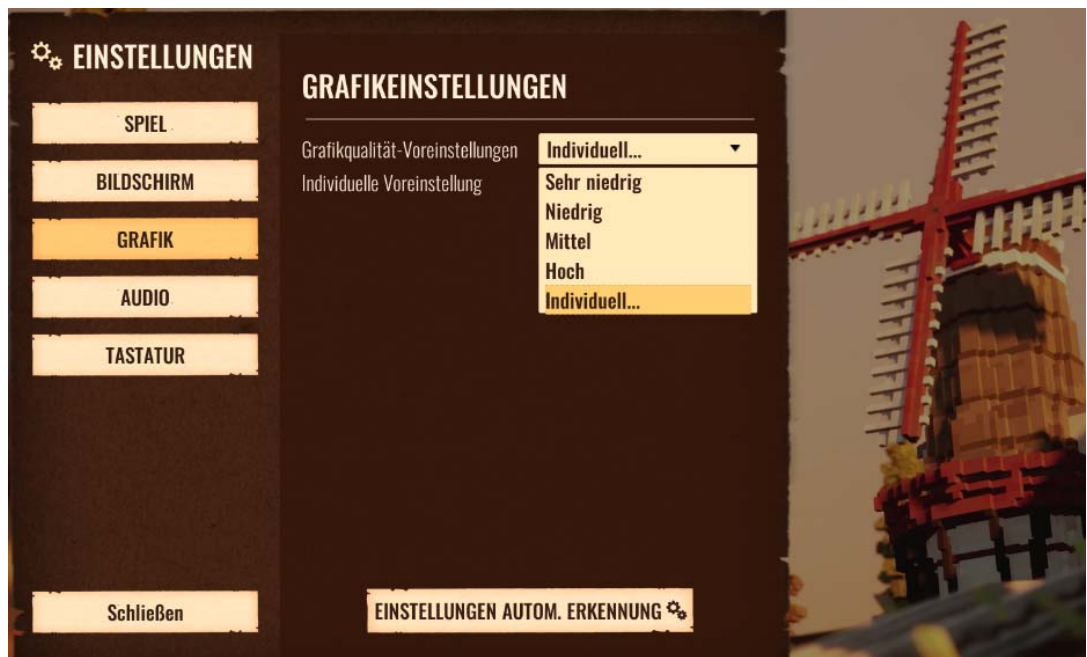 EINSTELLUNGEN
SPIEL
BILDSCHIRM
GRAFIK
AUDIO
TASTATUR
Schließen
GRAFIKEINSTELLUNGEN
Grafikqualität-Voreinstellungen
Individuell...
Individuelle Voreinstellung
Sehr niedrig
Niedrig
Mittel
Hoch
Individuell...
EINSTELLUNGEN AUTOM. ERKENNUNG